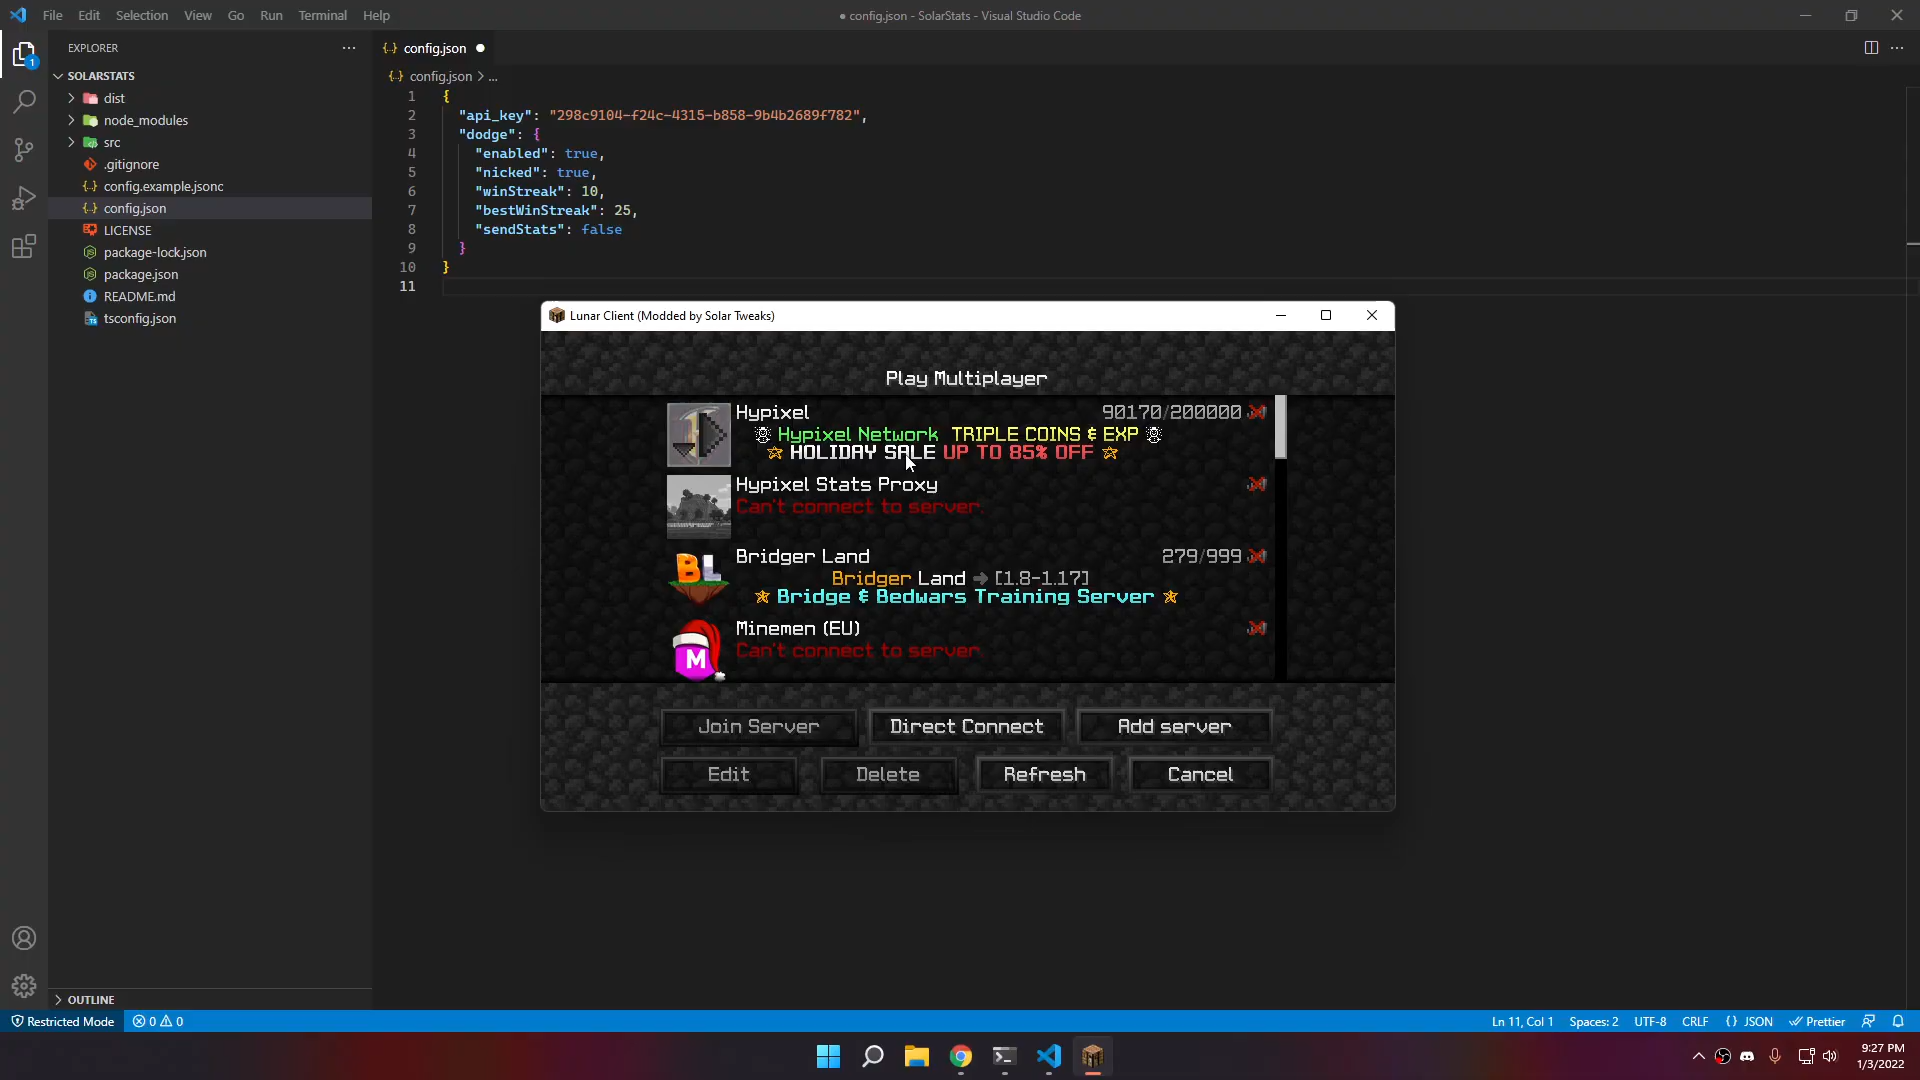 File Edit Selection View Go Run Terminal Help
● config.json - SolarStats - Visual Studio Code
EXPLORER
SOLARSTATS
dist
node_modules
src
.gitignore
config.example.jsonc
config.json
LICENSE
package-lock.json
package.json
README.md
tsconfig.json
OUTLINE
1
config.json
config.json > ...
1 {
2 "api_key": "298c9104-f24c-4315-b858-9b4b2689f782",
3 "dodge": {
4 "enabled": true,
5 "nicked": true,
6 "winStreak": 10,
7 "bestWinStreak": 25,
8 "sendStats": false
9 }
10 }
11
Lunar Client (Modded by Solar Tweaks)
Play Multiplayer
Hypixel 90170/200000
Hypixel Network TRIPLE COINS & EXP
HOLIDAY SALE UP TO 85% OFF
Hypixel Stats Proxy
Can't connect to server.
BL
Bridger Land 279/999
Bridger Land ➔ [1.8-1.17]
Bridge & Bedwars Training Server
M
Minemen (EU)
Can't connect to server.
Join Server Direct Connect Add server
Edit Delete Refresh Cancel
Restricted Mode 0 0
Ln 11, Col 1 Spaces: 2 UTF-8 CRLF {} JSON Prettier
9:27 PM
1/3/2022